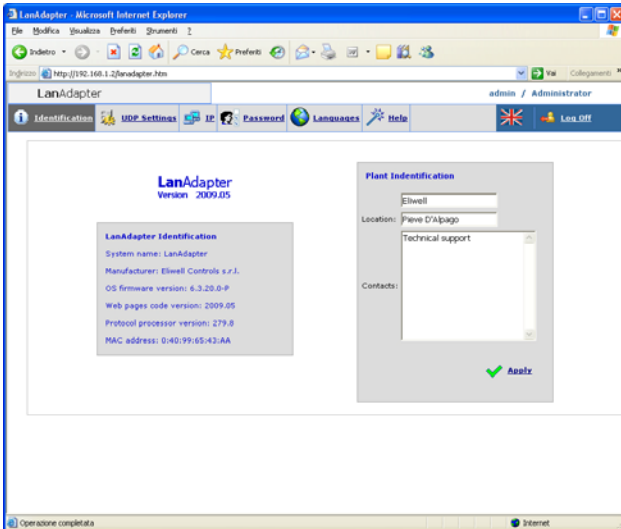 LanAdapter - Microsoft Internet Explorer
File Modifica Visualizza Preferiti Strumenti ?
Indietro Cerca Preferiti
Indirizzo http://192.168.1.2/lanadapter.htm Vai Collegamenti »
LanAdapter admin / Administrator
Identification UDP Settings IP Password Languages Help Log Off
LanAdapter
Version 2009.05
LanAdapter Identification
System name: LanAdapter
Manufacturer: Eliwell Controls s.r.l.
OS firmware version: 6.3.20.0-P
Web pages code version: 2009.05
Protocol processor version: 279.8
MAC address: 0:40:99:65:43:AA
Plant Indentification
Eliwell
Location: Pieve D'Alpago
Contacts: Technical support
Apply
Operazione completata Internet